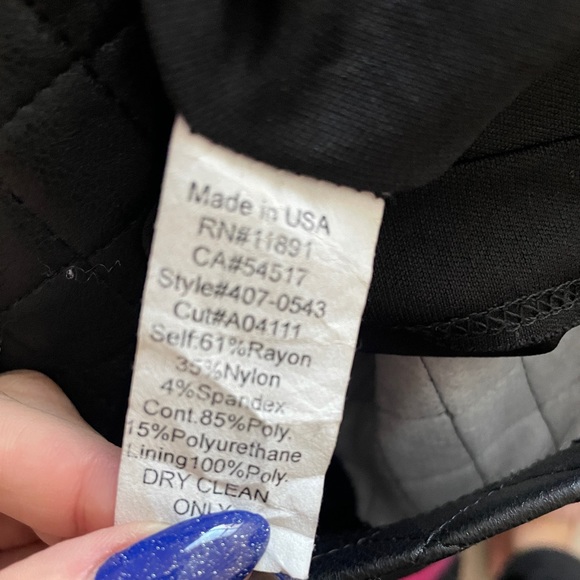 Made in USA
RN#11891
CA#54517
Style#407-0543
Cut#A04111
Self:61%Rayon
35%Nylon
4%Spandex
Cont.85%Poly.
15%Polyurethane
Lining100%Poly.
DRY CLEAN
ONLY